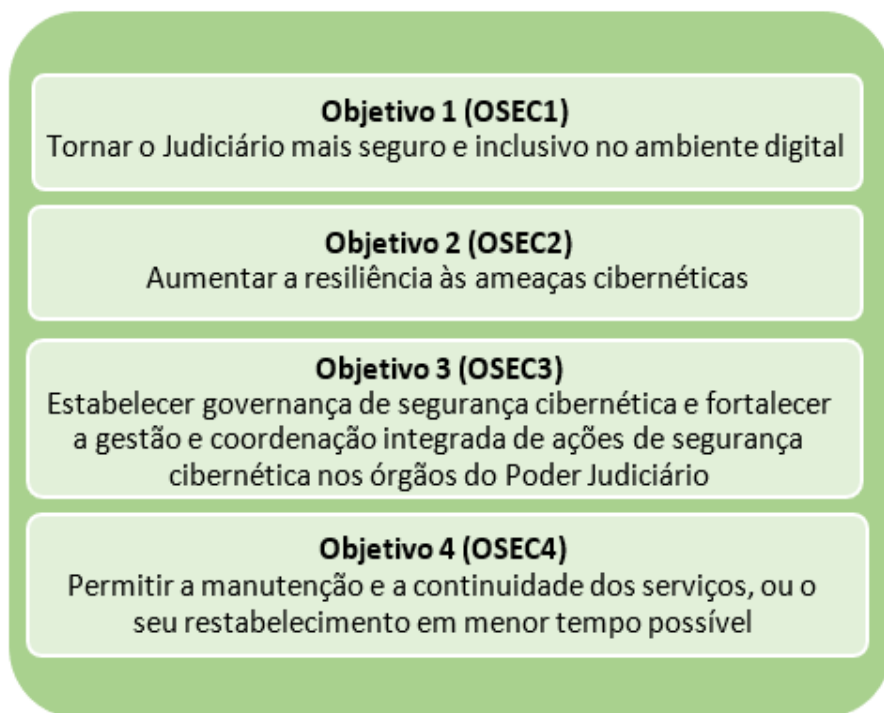 Objetivo 1 (OSEC1)
Tornar o Judiciário mais seguro e inclusivo no ambiente digital
Objetivo 2 (OSEC2)
Aumentar a resiliência às ameaças cibernéticas
Objetivo 3 (OSEC3)
Estabelecer governança de segurança cibernética e fortalecer
a gestão e coordenação integrada de ações de segurança
cibernética nos órgãos do Poder Judiciário
Objetivo 4 (OSEC4)
Permitir a manutenção e a continuidade dos serviços, ou o
seu restabelecimento em menor tempo possível